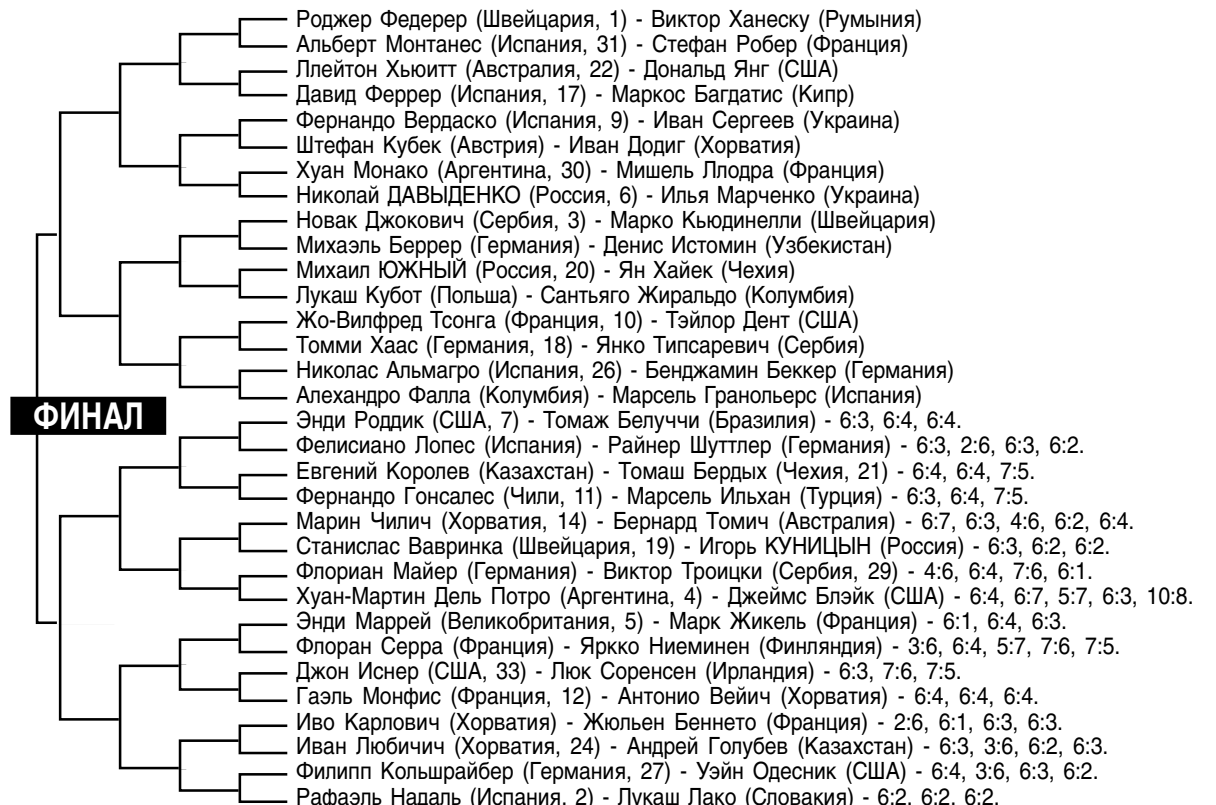 Роджер Федерер (Швейцария, 1) - Виктор Ханеску (Румыния)
Альберт Монтанес (Испания, 31) - Стефан Робер (Франция)
Ллейтон Хьюитт (Австралия, 22) - Дональд Янг (США)
Давид Феррер (Испания, 17) - Маркос Багдатис (Кипр)
Фернандо Вердаско (Испания, 9) - Иван Сергеев (Украина)
Штефан Кубек (Австрия) - Иван Додиг (Хорватия)
Хуан Монако (Аргентина, 30) - Мишель Ллодра (Франция)
Николай ДАВЫДЕНКО (Россия, 6) - Илья Марченко (Украина)
Новак Джокович (Сербия, 3) - Марко Кьюдинелли (Швейцария)
Михаэль Беррер (Германия) - Денис Истомин (Узбекистан)
Михаил ЮЖНЫЙ (Россия, 20) - Ян Хайек (Чехия)
Лукаш Кубот (Польша) - Сантьяго Жиральдо (Колумбия)
Жо-Вилфред Тсонга (Франция, 10) - Тэйлор Дент (США)
Томми Хаас (Германия, 18) - Янко Типсаревич (Сербия)
Николас Альмагро (Испания, 26) - Бенджамин Беккер (Германия)
Алехандро Фалла (Колумбия) - Марсель Гранольерс (Испания)
ФИНАЛ
Энди Роддик (США, 7) - Томаж Белуччи (Бразилия) - 6:3, 6:4, 6:4.
Фелисиано Лопес (Испания) - Райнер Шуттлер (Германия) - 6:3, 2:6, 6:3, 6:2.
Евгений Королев (Казахстан) - Томаш Бердых (Чехия, 21) - 6:4, 6:4, 7:5.
Фернандо Гонсалес (Чили, 11) - Марсель Ильхан (Турция) - 6:3, 6:4, 7:5.
Марин Чилич (Хорватия, 14) - Бернард Томич (Австралия) - 6:7, 6:3, 4:6, 6:2, 6:4.
Станислас Вавринка (Швейцария, 19) - Игорь КУНИЦЫН (Россия) - 6:3, 6:2, 6:2.
Флориан Майер (Германия) - Виктор Троицки (Сербия, 29) - 4:6, 6:4, 7:6, 6:1.
Хуан-Мартин Дель Потро (Аргентина, 4) - Джеймс Блэйк (США) - 6:4, 6:7, 5:7, 6:3, 10:8.
Энди Маррей (Великобритания, 5) - Марк Жикель (Франция) - 6:1, 6:4, 6:3.
Флоран Серра (Франция) - Яркко Ниеминен (Финляндия) - 3:6, 6:4, 5:7, 7:6, 7:5.
Джон Иснер (США, 33) - Люк Соренсен (Ирландия) - 6:3, 7:6, 7:5.
Гаэль Монфис (Франция, 12) - Антонио Вейич (Хорватия) - 6:4, 6:4, 6:4.
Иво Карлович (Хорватия) - Жюльен Беннето (Франция) - 2:6, 6:1, 6:3, 6:3.
Иван Любичич (Хорватия, 24) - Андрей Голубев (Казахстан) - 6:3, 3:6, 6:2, 6:3.
Филипп Кольшрайбер (Германия, 27) - Уэйн Одесник (США) - 6:4, 3:6, 6:3, 6:2.
Рафаэль Надаль (Испания, 2) - Лукаш Лако (Словакия) - 6:2, 6:2, 6:2.